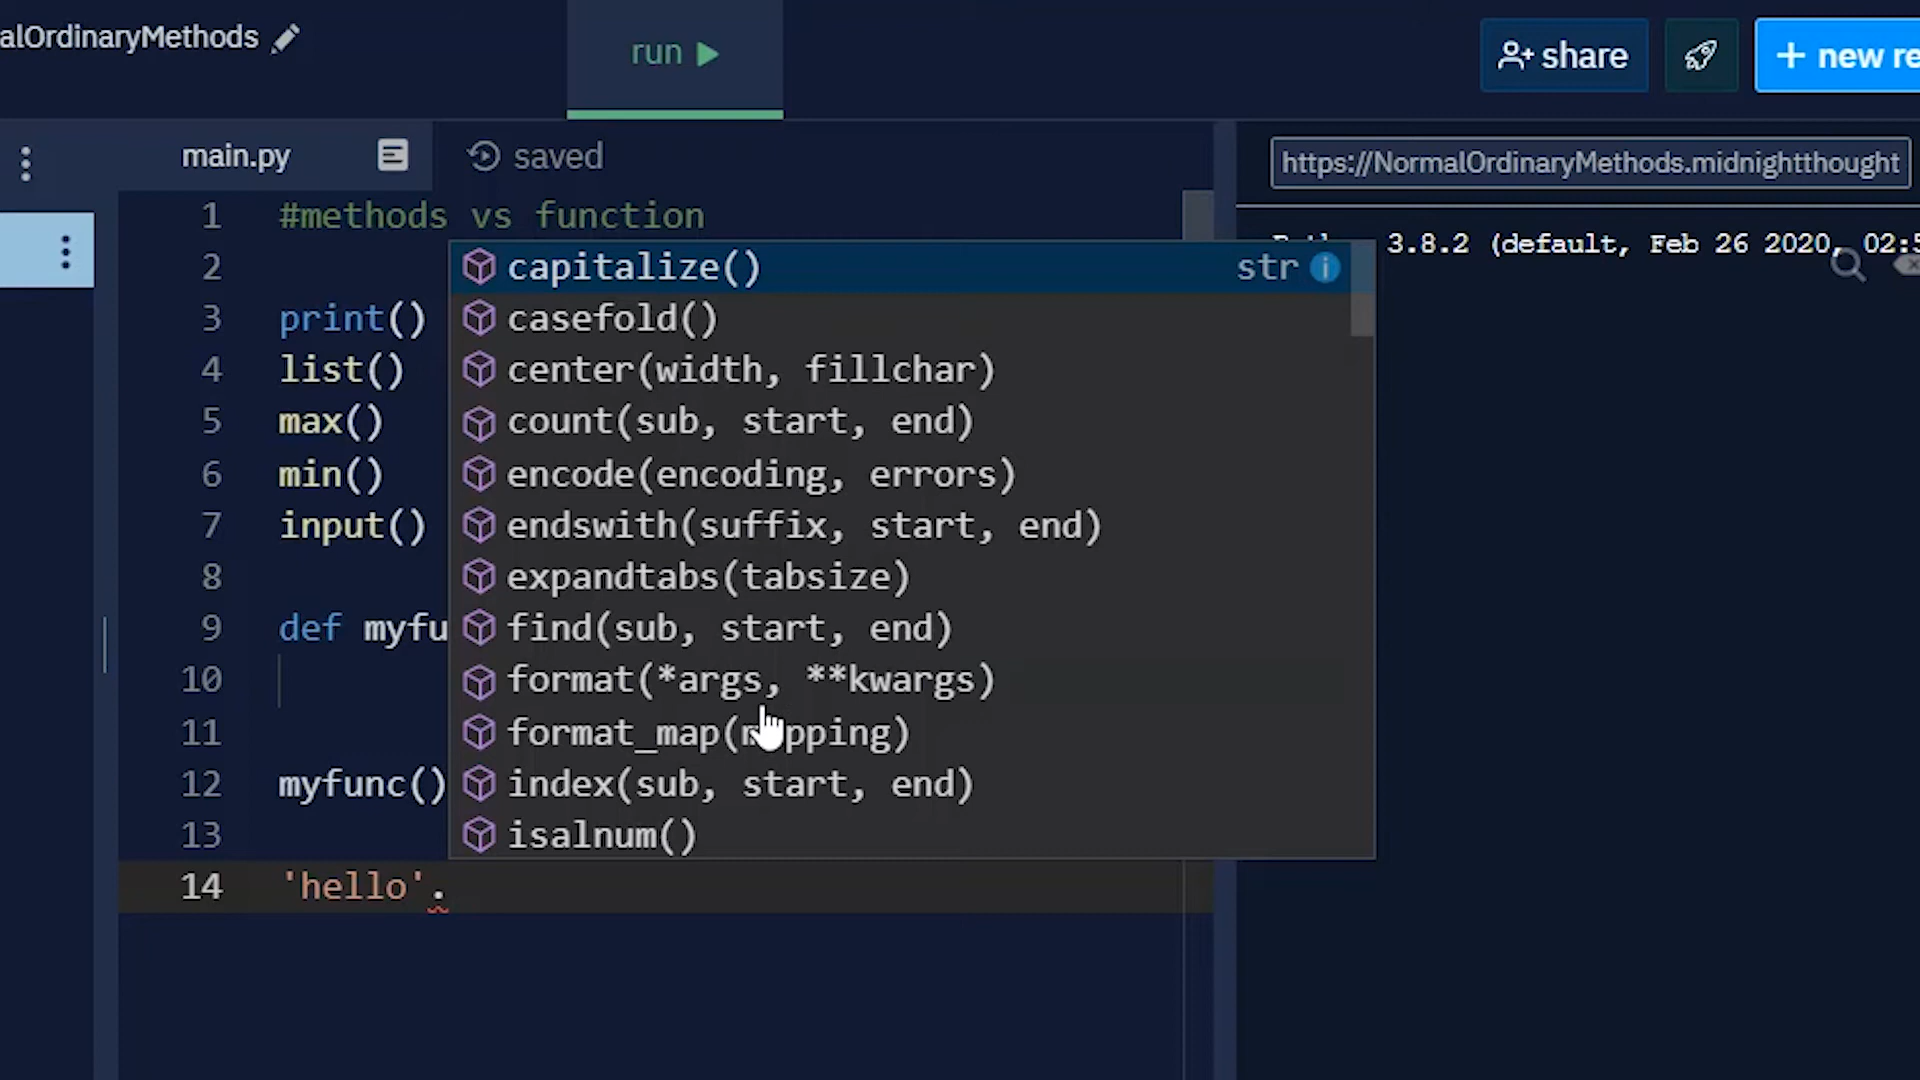 alOrdinaryMethods
run
share
+ new re
main.py
saved
https://NormalOrdinaryMethods.midnightthought
3.8.2 (default, Feb 26 2020, 02:5
1 #methods vs function
2
3 print()
4 list()
5 max()
6 min()
7 input()
8
9 def myfu
10
11
12 myfunc()
13
14 'hello'.
capitalize() str
casefold()
center(width, fillchar)
count(sub, start, end)
encode(encoding, errors)
endswith(suffix, start, end)
expandtabs(tabsize)
find(sub, start, end)
format(*args, **kwargs)
format_map(mapping)
index(sub, start, end)
isalnum()